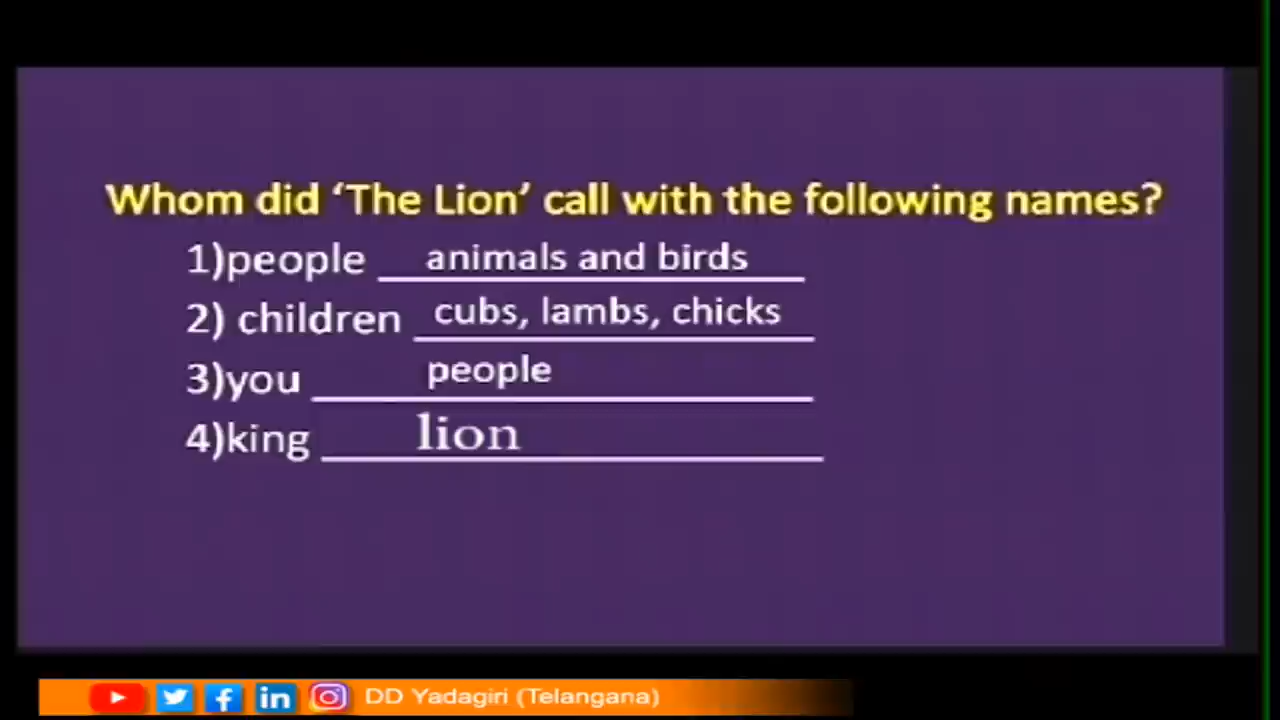 Whom did ‘The Lion’ call with the following names?
1)people animals and birds
2) children cubs, lambs, chicks
3)you people
4)king lion
DD Yadagiri (Telangana)